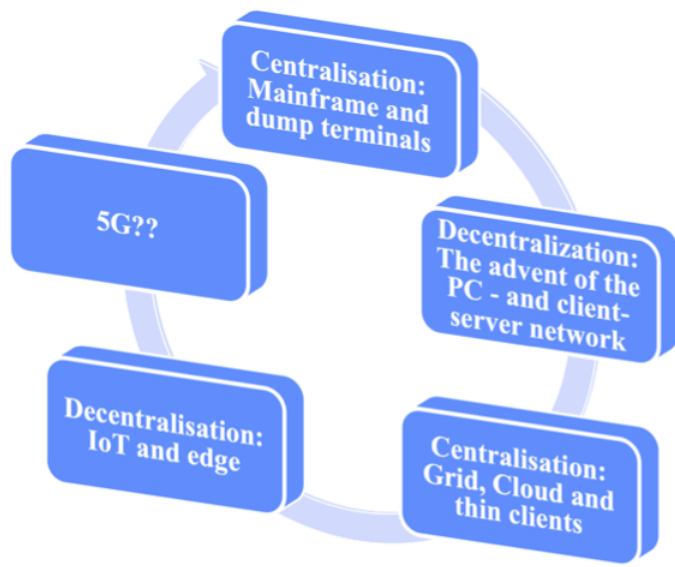 Centralisation:
Mainframe and
dump terminals
Decentralization:
The advent of the
PC - and client-
server network
Centralisation:
Grid, Cloud and
thin clients
Decentralisation:
IoT and edge
5G??